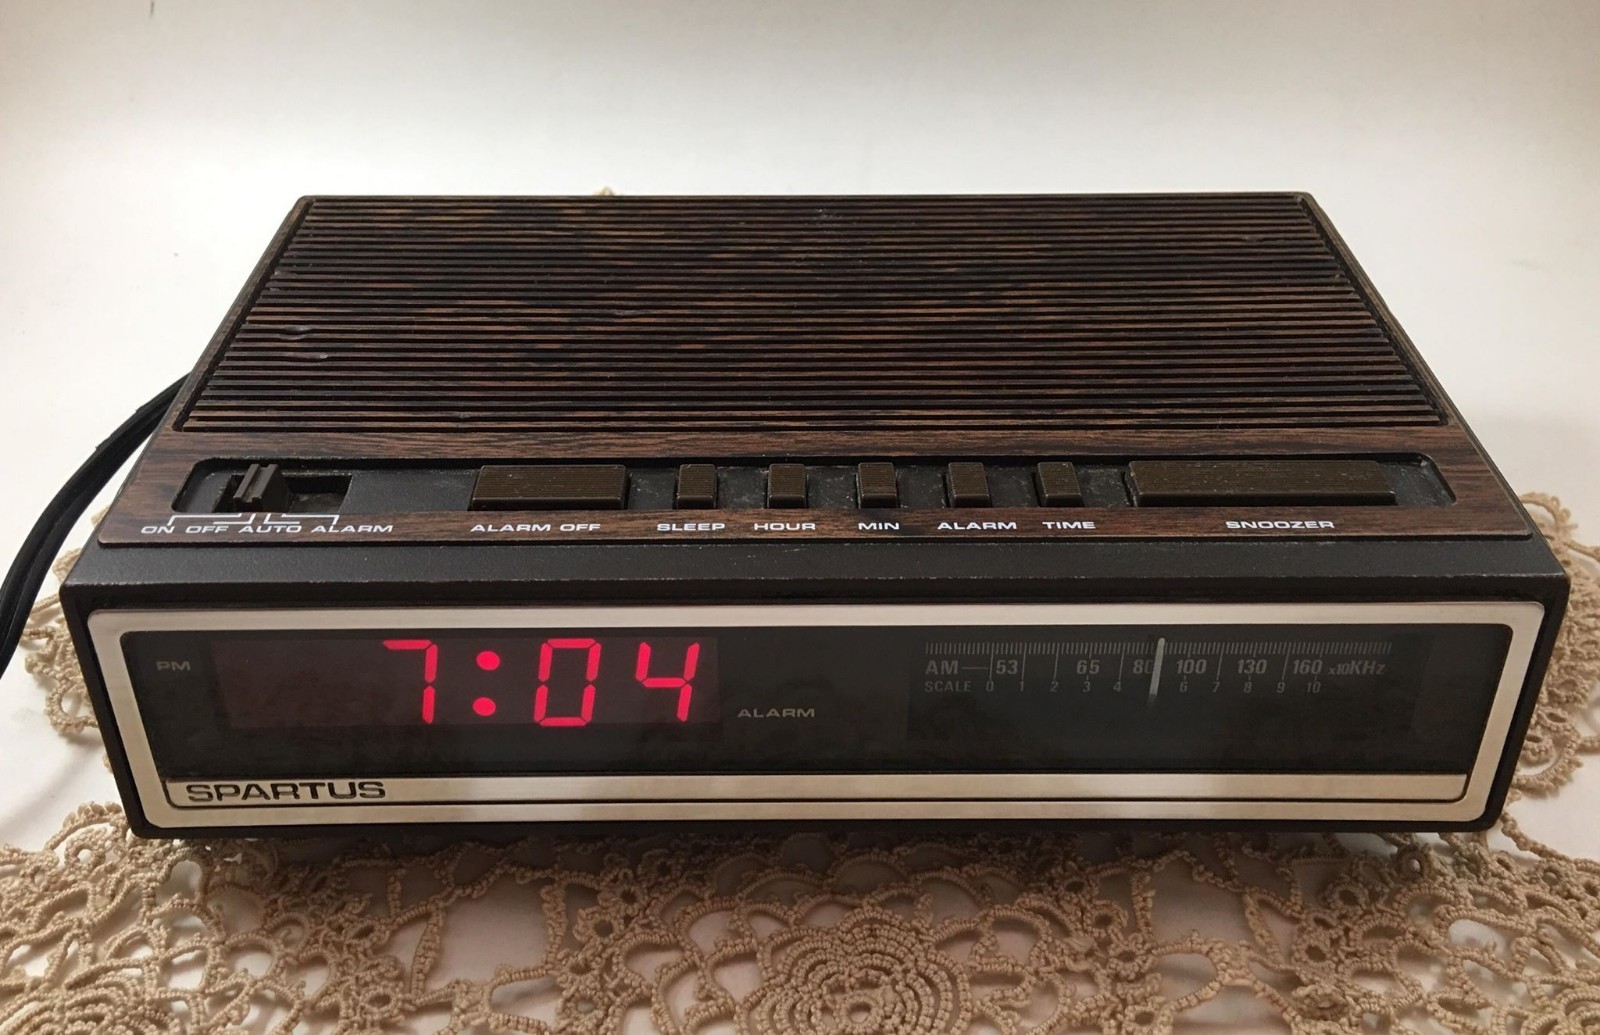 ON OFF AUTO ALARM ALARM OFF SLEEP HOUR MIN ALARM TIME SNOOZER
PM 7:04 ALARM
AM 53 65 80 100 130 160 x10KHz
SCALE 0 1 2 3 4 6 7 8 9 10
SPARTUS